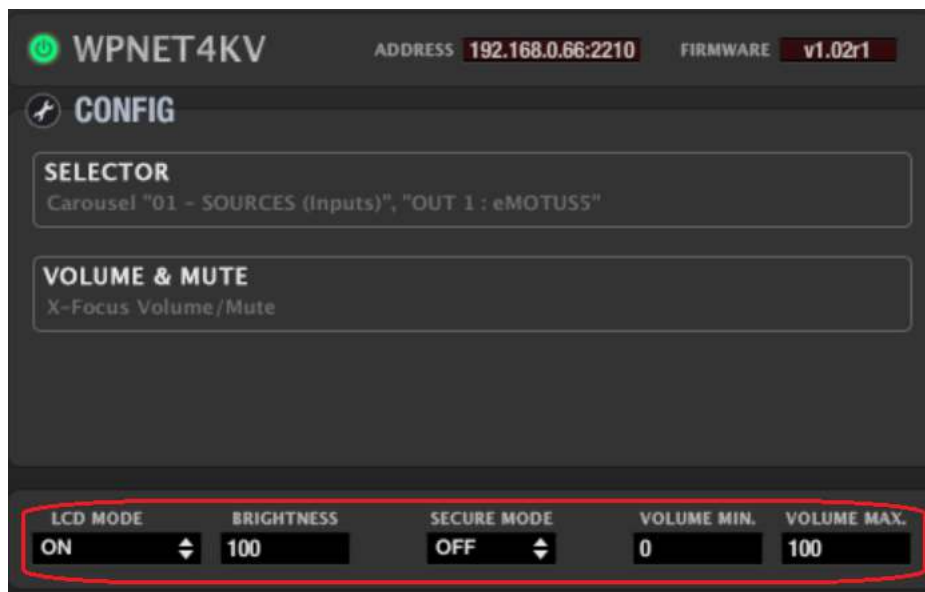 WPNET4KV ADDRESS 192.168.0.66:2210 FIRMWARE v1.02r1
CONFIG
SELECTOR
Carousel "01 - SOURCES (Inputs)", "OUT 1 : eMOTUS5"
VOLUME & MUTE
X-Focus Volume/Mute
LCD MODE BRIGHTNESS SECURE MODE VOLUME MIN. VOLUME MAX.
ON 100 OFF 0 100